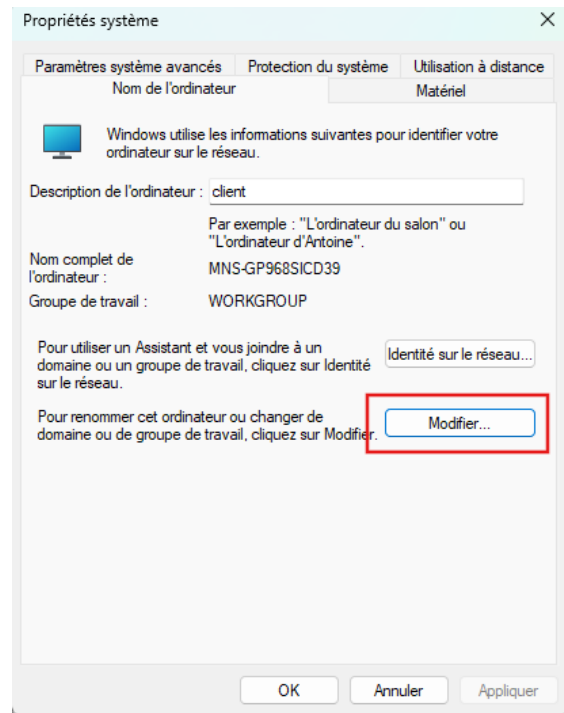 Propriétés système
Paramètres système avancés
Protection du système
Utilisation à distance
Nom de l'ordinateur
Matériel
Windows utilise les informations suivantes pour identifier votre
ordinateur sur le réseau.
Description de l'ordinateur :
client
Par exemple : "L'ordinateur du salon" ou
"L'ordinateur d'Antoine".
Nom complet de
l'ordinateur :
MNS-GP968SICD39
Groupe de travail :
WORKGROUP
Pour utiliser un Assistant et vous joindre à un
domaine ou un groupe de travail, cliquez sur Identité
sur le réseau.
Identité sur le réseau...
Pour renommer cet ordinateur ou changer de
domaine ou de groupe de travail, cliquez sur Modifier.
Modifier...
OK
Annuler
Appliquer